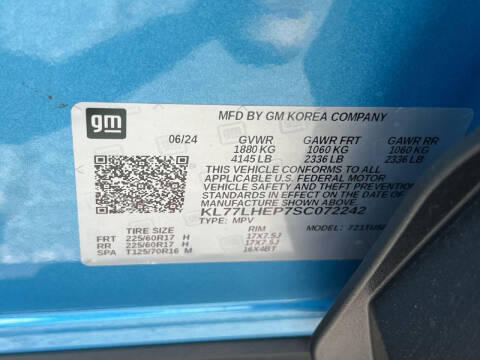 gm
MFD BY GM KOREA COMPANY
06/24 GVWR GAWR FRT GAWR RR
1880 KG 1060 KG 1060 KG
4145 LB 2336 LB 2336 LB
THIS VEHICLE CONFORMS TO ALL
APPLICABLE U.S. FEDERAL MOTOR
VEHICLE SAFETY AND THEFT PREVENTION
STANDARDS IN EFFECT ON THE DATE OF
MANUFACTURE SHOWN ABOVE.
KL77LHEP7SC072242
TYPE: MPV MODEL:
TIRE SIZE RIM
FRT 225/60R17 H 17X7.5J
RR 225/60R17 H 17X7.5J
SPA T125/70R16 M 16X4BT